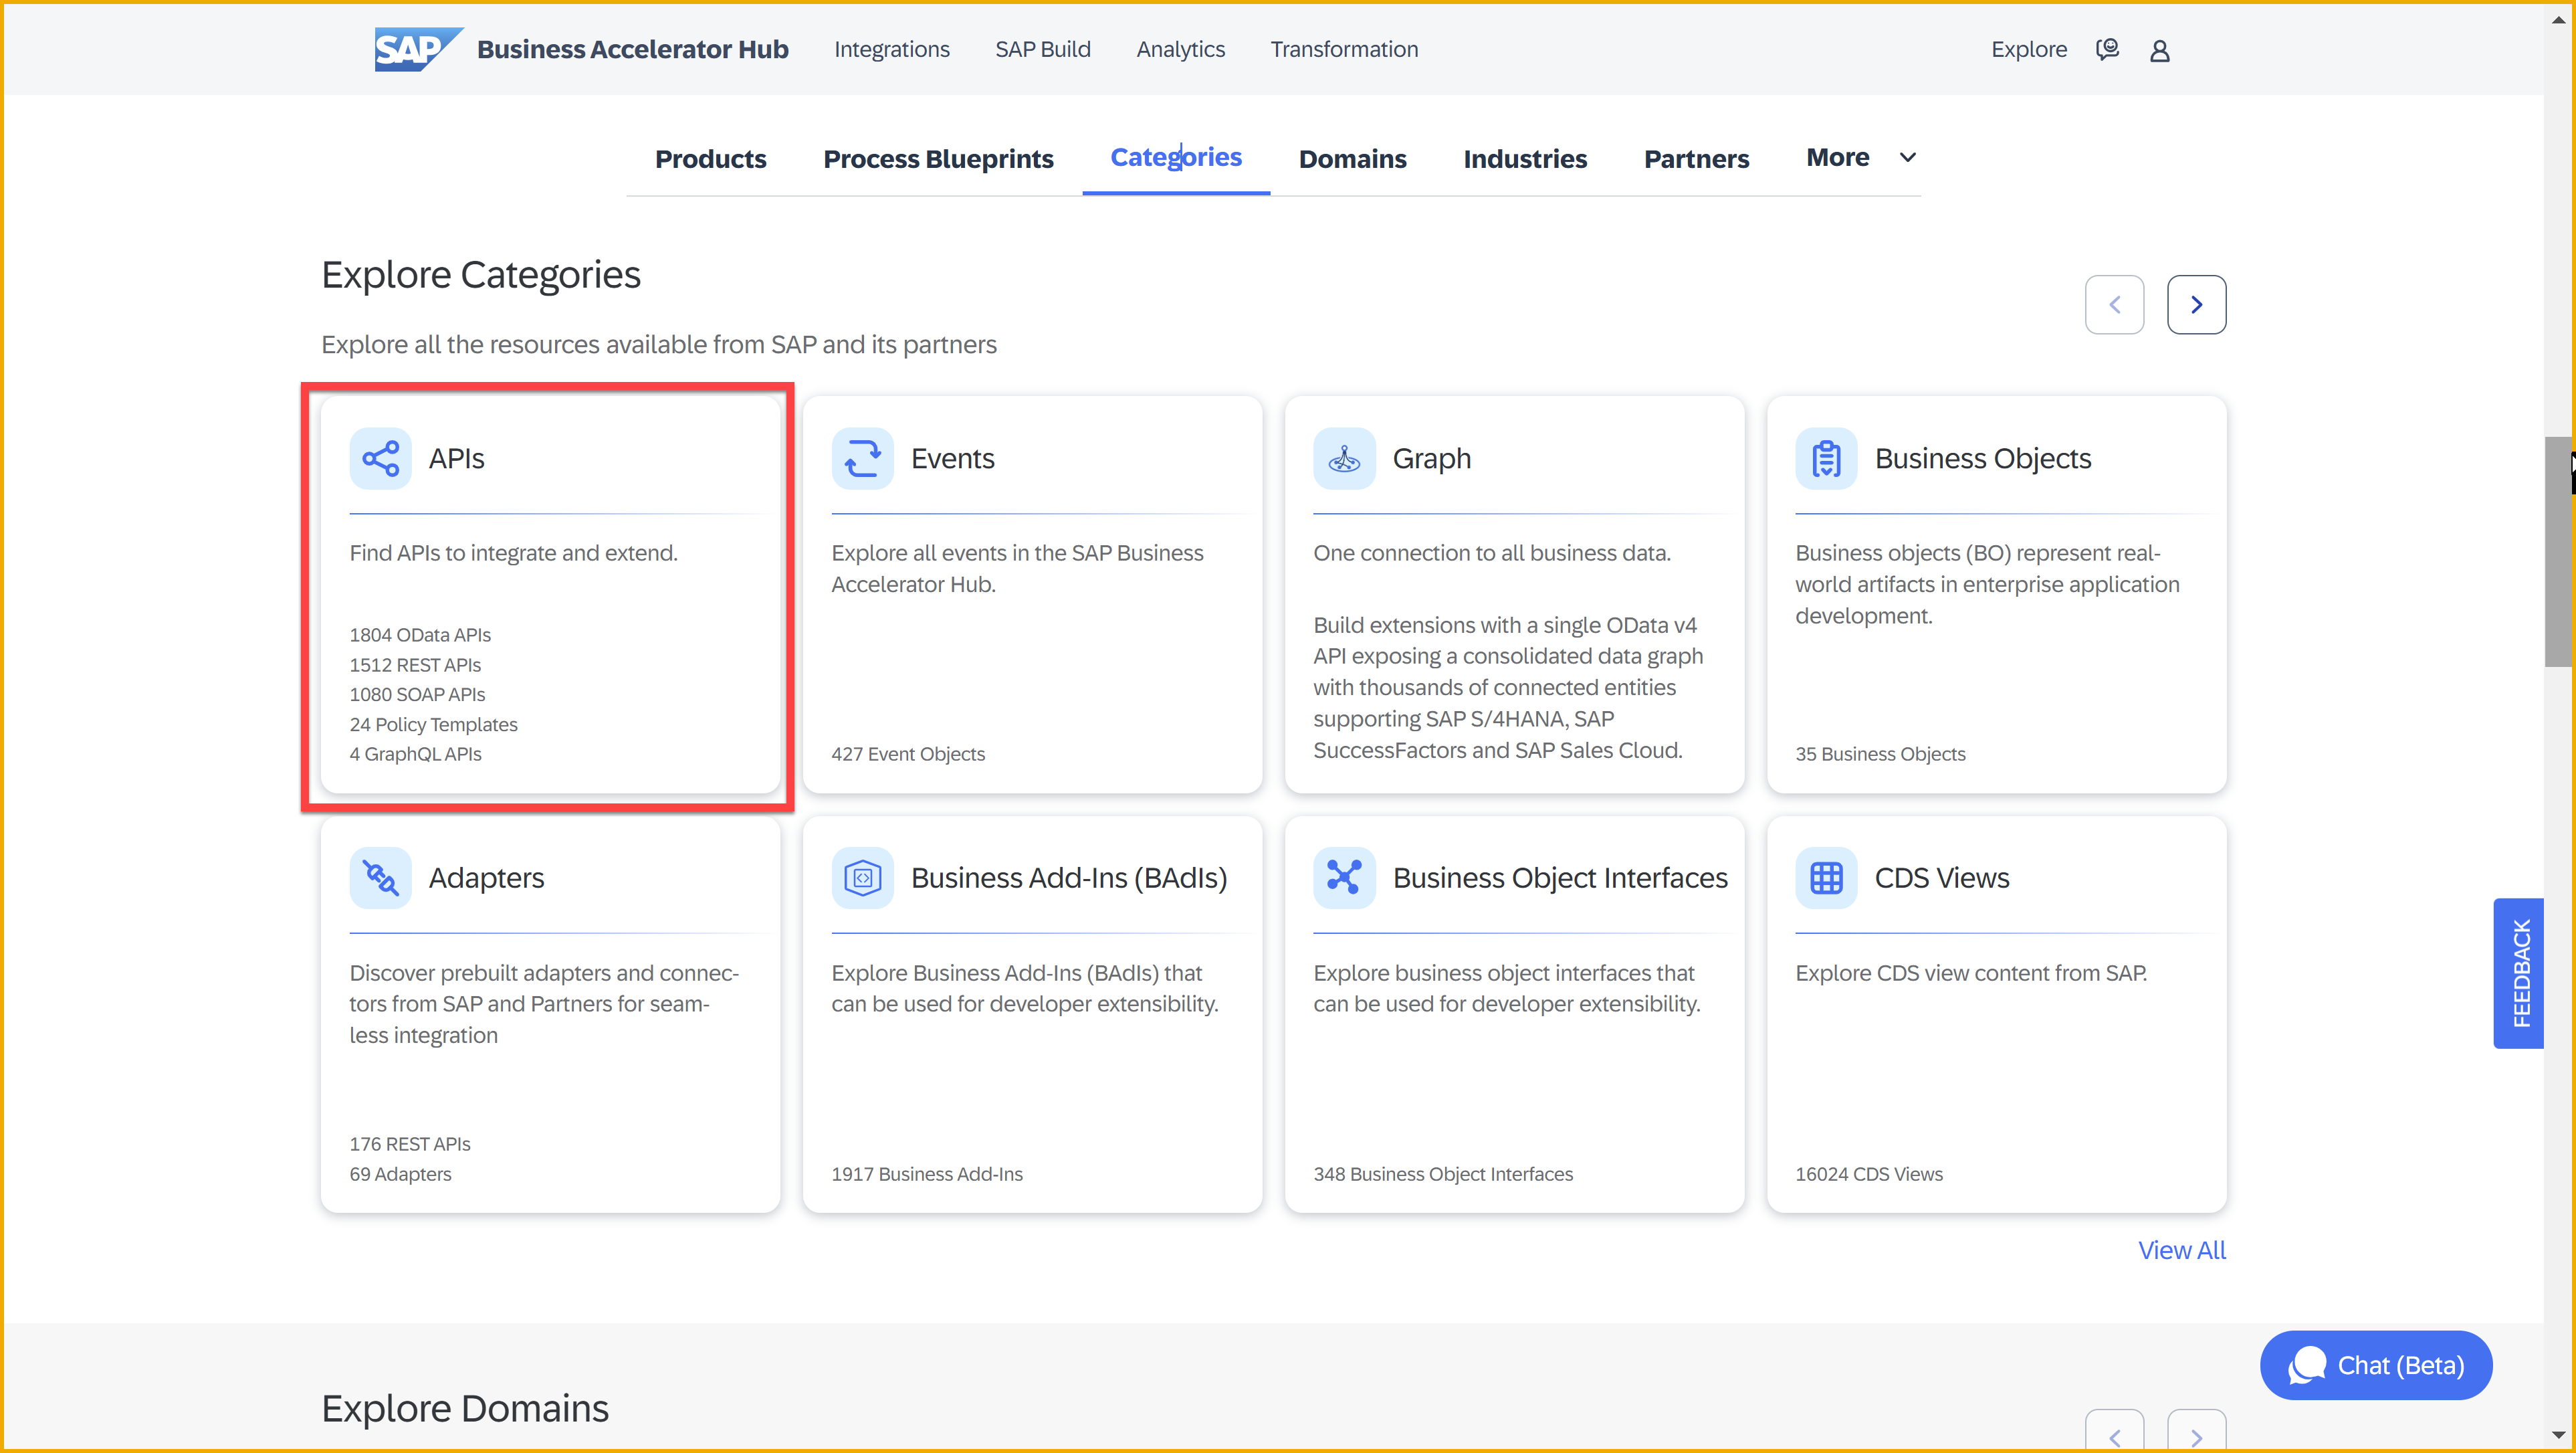 SAP Business Accelerator Hub Integrations SAP Build Analytics Transformation Explore
Products Process Blueprints Categories Domains Industries Partners More
Explore Categories
Explore all the resources available from SAP and its partners
APIs
Find APIs to integrate and extend.
1804 OData APIs
1512 REST APIs
1080 SOAP APIs
24 Policy Templates
4 GraphQL APIs
Events
Explore all events in the SAP Business
Accelerator Hub.
427 Event Objects
Graph
One connection to all business data.
Build extensions with a single OData v4
API exposing a consolidated data graph
with thousands of connected entities
supporting SAP S/4HANA, SAP
SuccessFactors and SAP Sales Cloud.
Business Objects
Business objects (BO) represent real-
world artifacts in enterprise application
development.
35 Business Objects
Adapters
Discover prebuilt adapters and connec-
tors from SAP and Partners for seam-
less integration
176 REST APIs
69 Adapters
Business Add-Ins (BAdIs)
Explore Business Add-Ins (BAdIs) that
can be used for developer extensibility.
1917 Business Add-Ins
Business Object Interfaces
Explore business object interfaces that
can be used for developer extensibility.
348 Business Object Interfaces
CDS Views
Explore CDS view content from SAP.
16024 CDS Views
FEEDBACK
View All
Chat (Beta)
Explore Domains